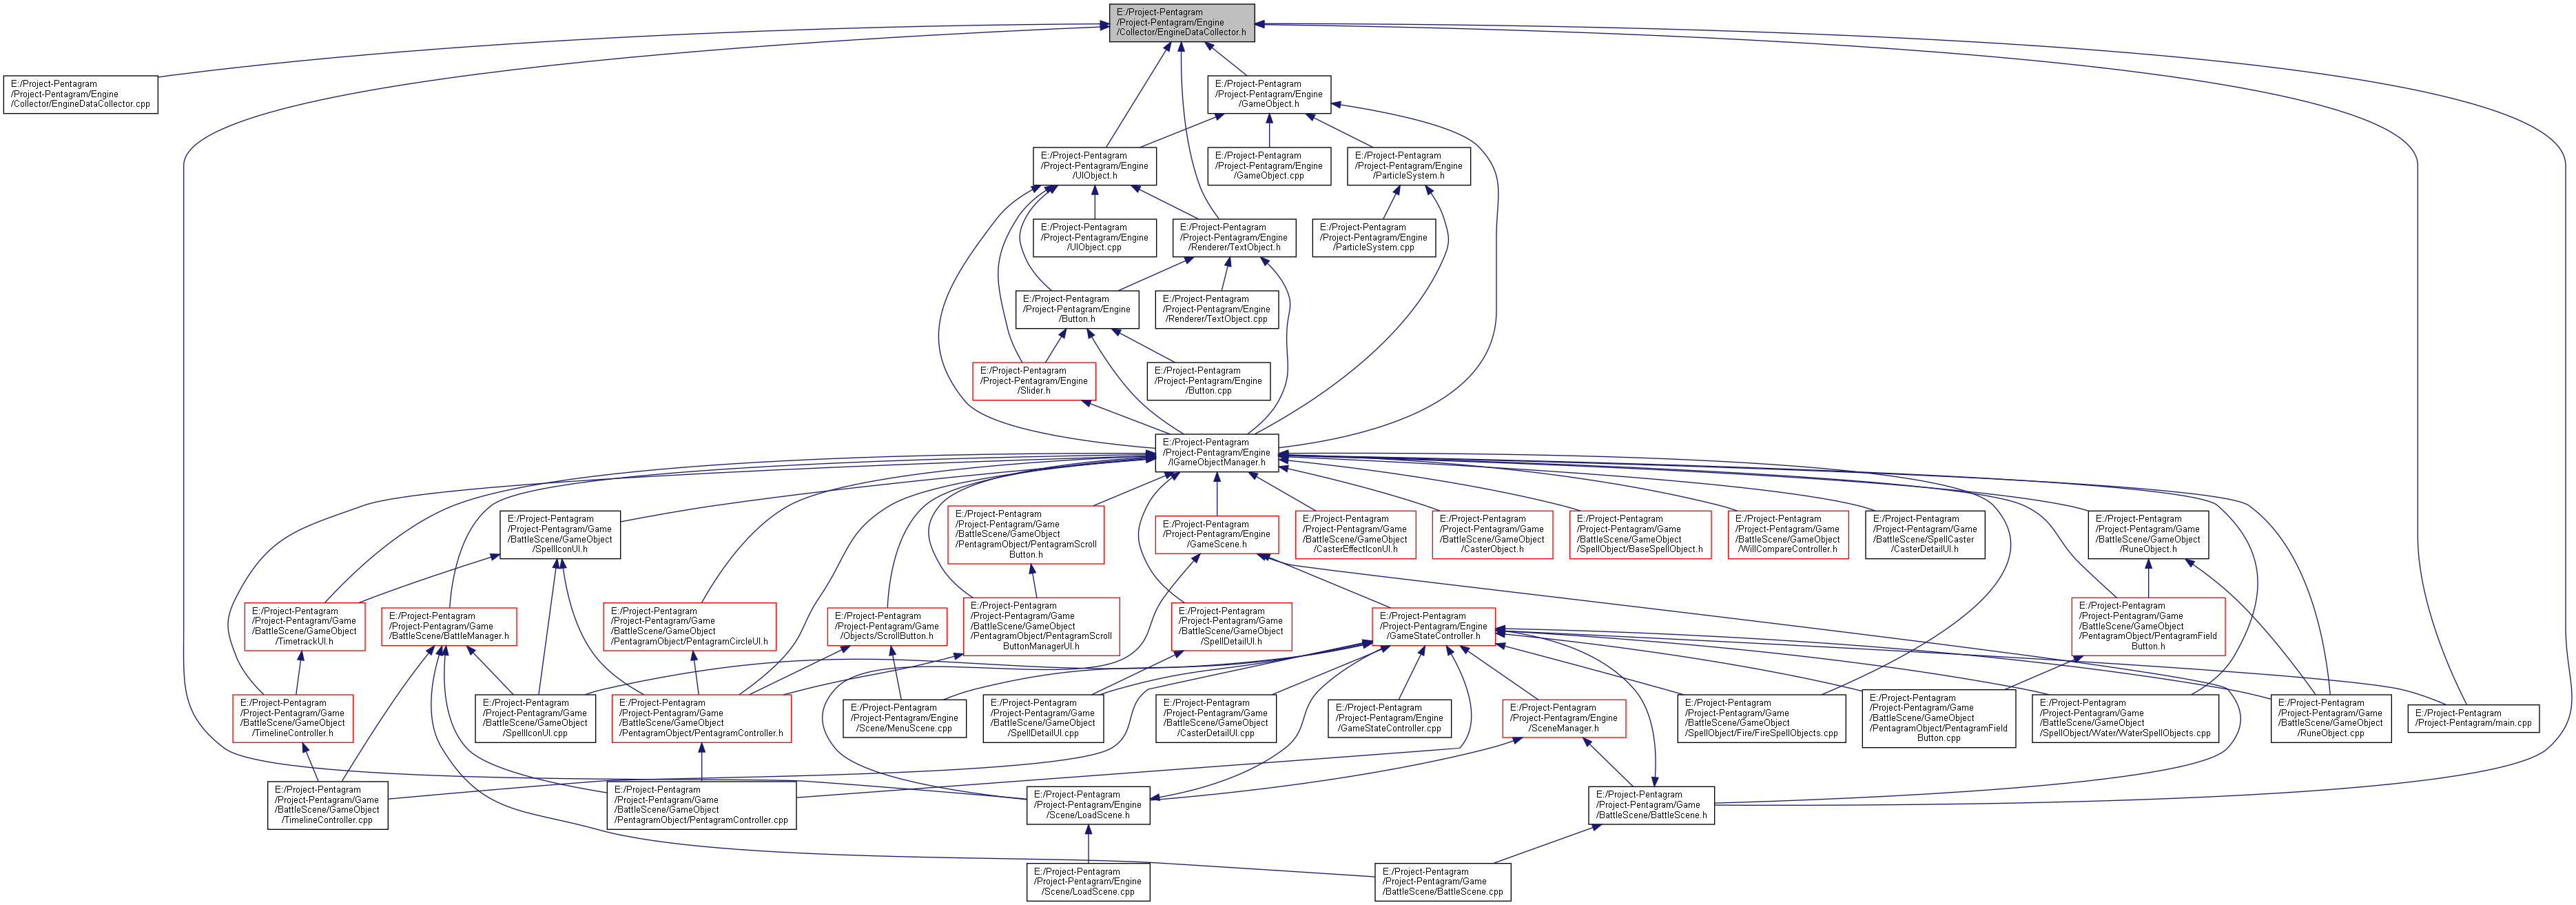 E:/Project-Pentagram
/Project-Pentagram/Engine
/Collector/EngineDataCollector.h
E:/Project-Pentagram
/Project-Pentagram/Engine
/Collector/EngineDataCollector.cpp
E:/Project-Pentagram
/Project-Pentagram/Engine
/GameObject.h
E:/Project-Pentagram
/Project-Pentagram/Engine
/UIObject.h
E:/Project-Pentagram
/Project-Pentagram/Engine
/GameObject.cpp
E:/Project-Pentagram
/Project-Pentagram/Engine
/ParticleSystem.h
E:/Project-Pentagram
/Project-Pentagram/Engine
/UIObject.cpp
E:/Project-Pentagram
/Project-Pentagram/Engine
/Renderer/TextObject.h
E:/Project-Pentagram
/Project-Pentagram/Engine
/ParticleSystem.cpp
E:/Project-Pentagram
/Project-Pentagram/Engine
/Button.h
E:/Project-Pentagram
/Project-Pentagram/Engine
/Renderer/TextObject.cpp
E:/Project-Pentagram
/Project-Pentagram/Engine
/Slider.h
E:/Project-Pentagram
/Project-Pentagram/Engine
/Button.cpp
E:/Project-Pentagram
/Project-Pentagram/Engine
/IGameObjectManager.h
E:/Project-Pentagram
/Project-Pentagram/Game
/BattleScene/GameObject
/SpellIconUI.h
E:/Project-Pentagram
/Project-Pentagram/Game
/BattleScene/GameObject
/PentagramObject/PentagramScroll
Button.h
E:/Project-Pentagram
/Project-Pentagram/Engine
/GameScene.h
E:/Project-Pentagram
/Project-Pentagram/Game
/BattleScene/GameObject
/CasterEffectIconUI.h
E:/Project-Pentagram
/Project-Pentagram/Game
/BattleScene/GameObject
/CasterObject.h
E:/Project-Pentagram
/Project-Pentagram/Game
/BattleScene/GameObject
/SpellObject/BaseSpellObject.h
E:/Project-Pentagram
/Project-Pentagram/Game
/BattleScene/GameObject
/WillCompareController.h
E:/Project-Pentagram
/Project-Pentagram/Game
/BattleScene/SpellCaster
/CasterDetailUI.h
E:/Project-Pentagram
/Project-Pentagram/Game
/BattleScene/GameObject
/RuneObject.h
E:/Project-Pentagram
/Project-Pentagram/Game
/BattleScene/GameObject
/TimetrackUI.h
E:/Project-Pentagram
/Project-Pentagram/Game
/BattleScene/BattleManager.h
E:/Project-Pentagram
/Project-Pentagram/Game
/BattleScene/GameObject
/PentagramObject/PentagramCircleUI.h
E:/Project-Pentagram
/Project-Pentagram/Game
/Objects/ScrollButton.h
E:/Project-Pentagram
/Project-Pentagram/Game
/BattleScene/GameObject
/PentagramObject/PentagramScroll
ButtonManagerUI.h
E:/Project-Pentagram
/Project-Pentagram/Game
/BattleScene/GameObject
/SpellDetailUI.h
E:/Project-Pentagram
/Project-Pentagram/Engine
/GameStateController.h
E:/Project-Pentagram
/Project-Pentagram/Game
/BattleScene/GameObject
/PentagramObject/PentagramField
Button.h
E:/Project-Pentagram
/Project-Pentagram/Game
/BattleScene/GameObject
/TimelineController.h
E:/Project-Pentagram
/Project-Pentagram/Game
/BattleScene/GameObject
/SpellIconUI.cpp
E:/Project-Pentagram
/Project-Pentagram/Game
/BattleScene/GameObject
/PentagramObject/PentagramController.h
E:/Project-Pentagram
/Project-Pentagram/Engine
/Scene/MenuScene.cpp
E:/Project-Pentagram
/Project-Pentagram/Game
/BattleScene/GameObject
/SpellDetailUI.cpp
E:/Project-Pentagram
/Project-Pentagram/Game
/BattleScene/GameObject
/CasterDetailUI.cpp
E:/Project-Pentagram
/Project-Pentagram/Engine
/GameStateController.cpp
E:/Project-Pentagram
/Project-Pentagram/Engine
/SceneManager.h
E:/Project-Pentagram
/Project-Pentagram/Game
/BattleScene/GameObject
/SpellObject/Fire/FireSpellObjects.cpp
E:/Project-Pentagram
/Project-Pentagram/Game
/BattleScene/GameObject
/PentagramObject/PentagramField
Button.cpp
E:/Project-Pentagram
/Project-Pentagram/Game
/BattleScene/GameObject
/SpellObject/Water/WaterSpellObjects.cpp
E:/Project-Pentagram
/Project-Pentagram/Game
/BattleScene/GameObject
/RuneObject.cpp
E:/Project-Pentagram
/Project-Pentagram/main.cpp
E:/Project-Pentagram
/Project-Pentagram/Game
/BattleScene/GameObject
/TimelineController.cpp
E:/Project-Pentagram
/Project-Pentagram/Game
/BattleScene/GameObject
/PentagramObject/PentagramController.cpp
E:/Project-Pentagram
/Project-Pentagram/Engine
/Scene/LoadScene.h
E:/Project-Pentagram
/Project-Pentagram/Game
/BattleScene/BattleScene.h
E:/Project-Pentagram
/Project-Pentagram/Engine
/Scene/LoadScene.cpp
E:/Project-Pentagram
/Project-Pentagram/Game
/BattleScene/BattleScene.cpp